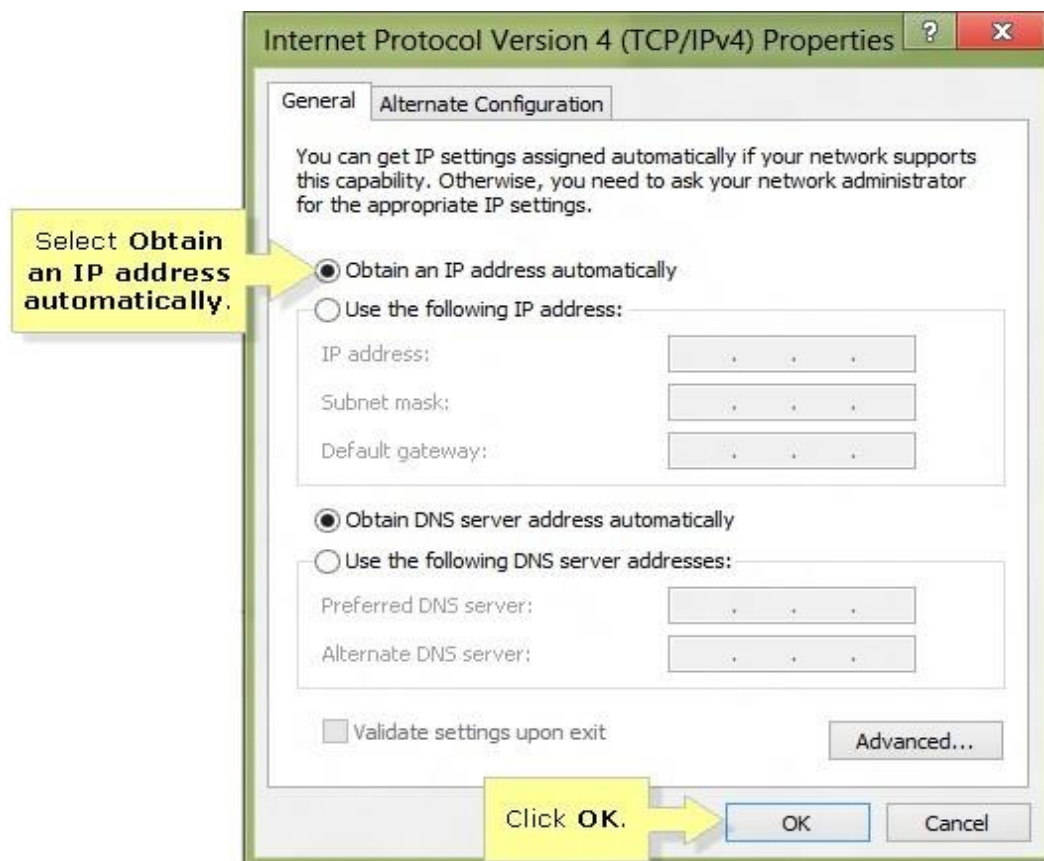 Internet Protocol Version 4 (TCP/IPv4) Properties
?
X
General
Alternate Configuration
You can get IP settings assigned automatically if your network supports
this capability. Otherwise, you need to ask your network administrator
for the appropriate IP settings.
Select Obtain
an IP address
automatically.
Obtain an IP address automatically
Use the following IP address:
IP address:
. . .
Subnet mask:
. . .
Default gateway:
. . .
Obtain DNS server address automatically
Use the following DNS server addresses:
Preferred DNS server:
. . .
Alternate DNS server:
. . .
Validate settings upon exit
Advanced...
Click OK.
OK
Cancel